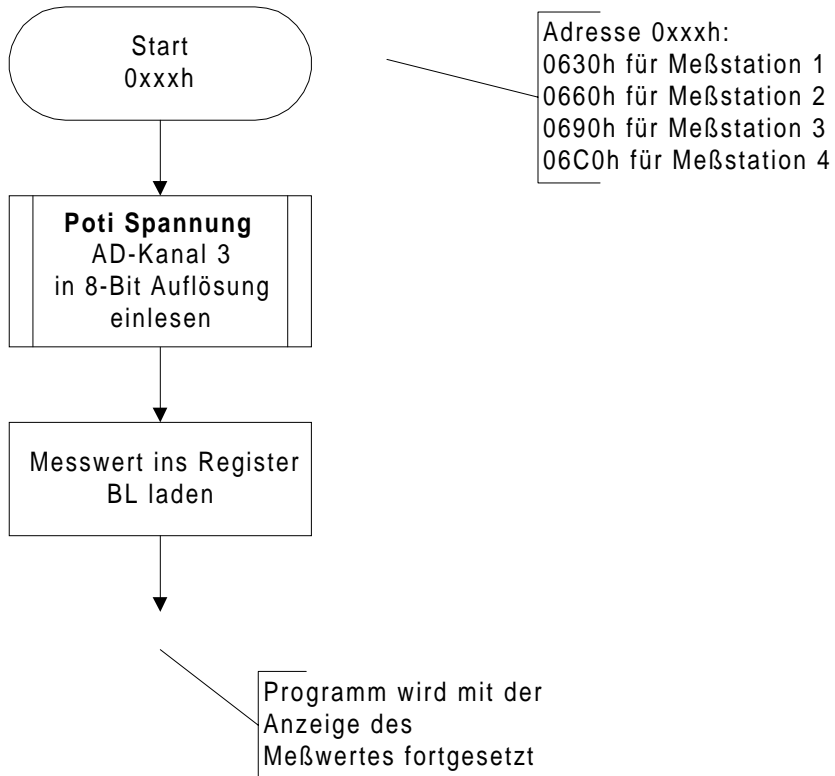 Start
0xxxh
Adresse 0xxxh:
0630h für Meßstation 1
0660h für Meßstation 2
0690h für Meßstation 3
06C0h für Meßstation 4
Poti Spannung
AD-Kanal 3
in 8-Bit Auflösung
einlesen
Messwert ins Register
BL laden
Programm wird mit der
Anzeige des
Meßwertes fortgesetzt